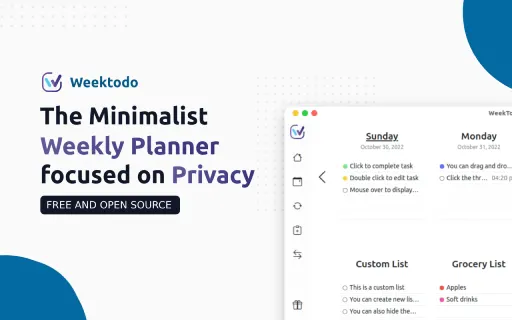 Weektodo
The Minimalist
Weekly Planner
focused on Privacy
FREE AND OPEN SOURCE
WeekTo
Sunday
October 30, 2022
Click to complete task
Double click to edit task
Mouse over to display...
Monday
October 31, 2022
You can drag and dro...
Click the thr... 04:20 p
Custom List
This is a custom list
You can create new lis...
You can also hide the...
Grocery List
Apples
Soft drinks